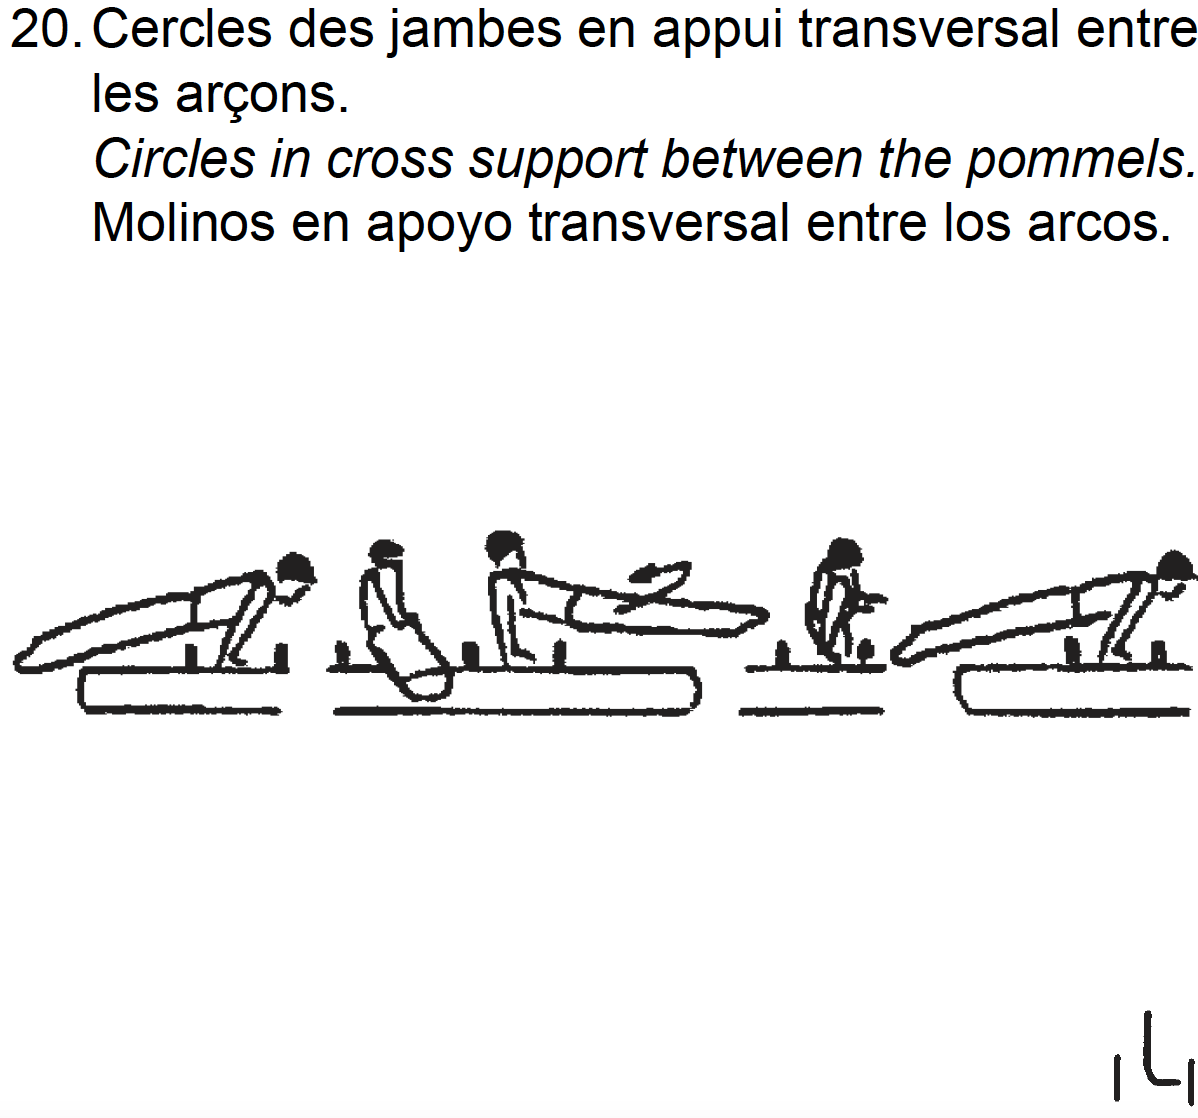 20. Cercles des jambes en appui transversal entre
les arçons.
Circles in cross support between the pommels.
Molinos en apoyo transversal entre los arcos.